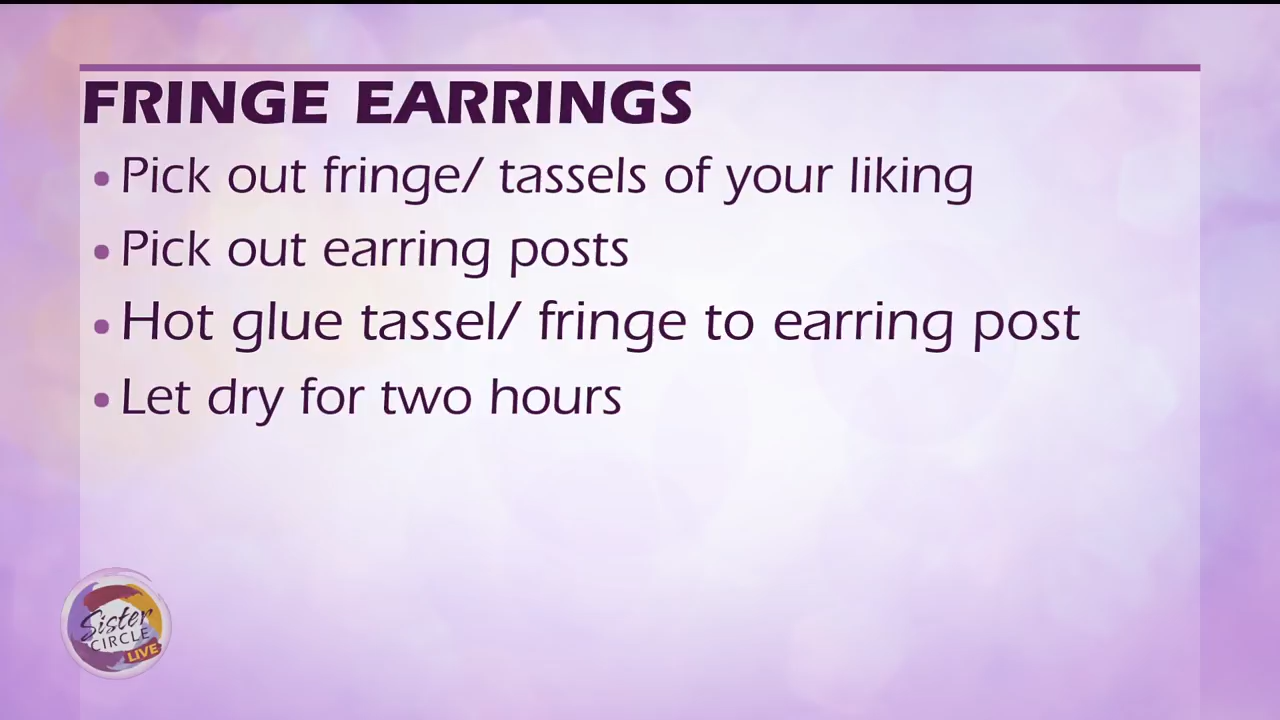 FRINGE EARRINGS
• Pick out fringe/ tassels of your liking
• Pick out earring posts
• Hot glue tassel/ fringe to earring post
• Let dry for two hours
Sister
CIRCLE
LIVE